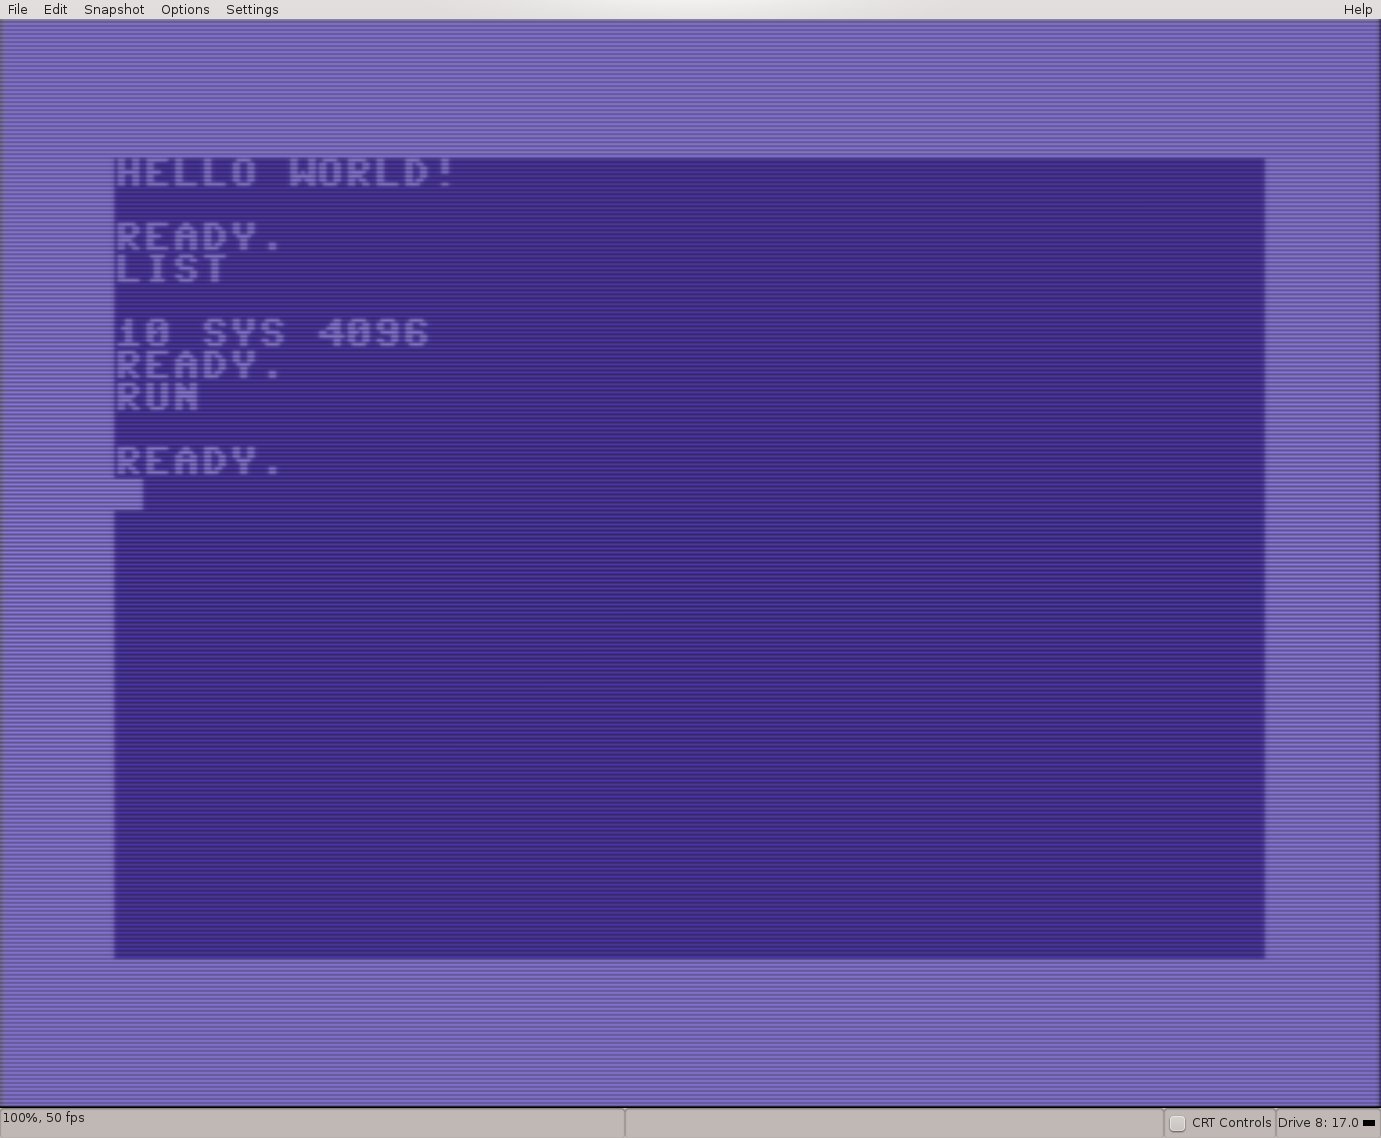 File Edit Snapshot Options Settings Help
HELLO WORLD!
READY.
LIST
10 SYS 4096
READY.
RUN
READY.
100%, 50 fps CRT Controls Drive 8: 17.0